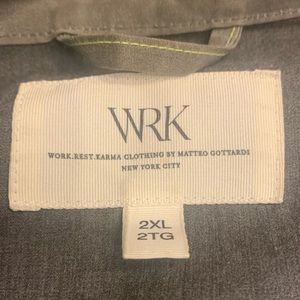 WRK
WORK.REST.KARMA CLOTHING BY MATTEO GOTTARDI
NEW YORK CITY
2XL
2TG